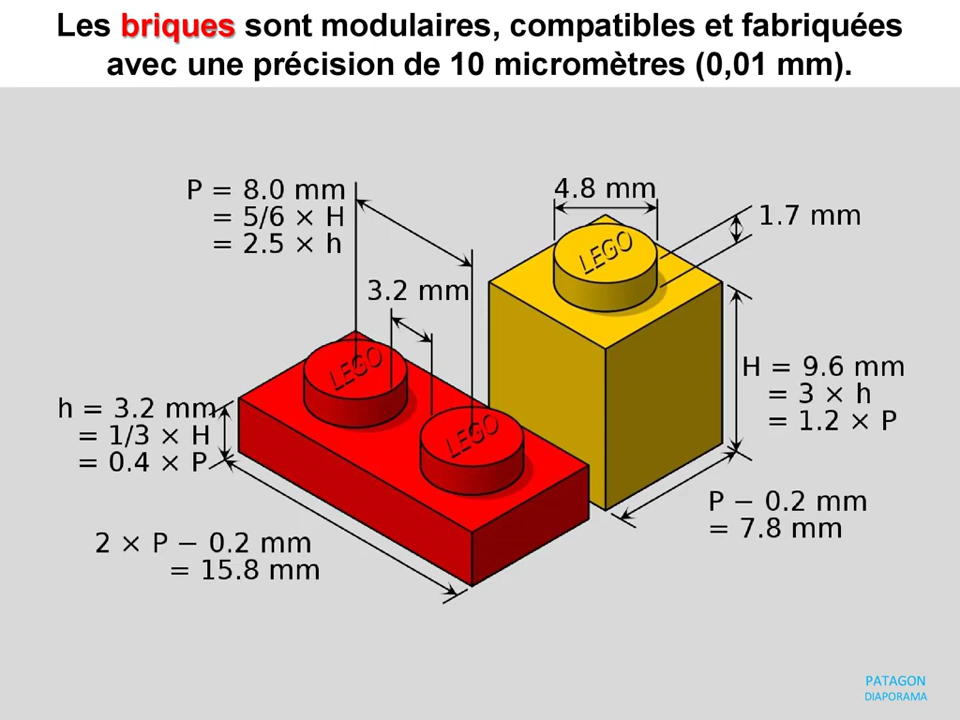 Les briques sont modulaires, compatibles et fabriquées
avec une précision de 10 micromètres (0,01 mm).
P = 8.0 mm
= 5/6 × H
= 2.5 × h
4.8 mm
1.7 mm
LEGO
3.2 mm
LEGO
LEGO
H = 9.6 mm
= 3 × h
= 1.2 × P
h = 3.2 mm
= 1/3 × H
= 0.4 × P
P − 0.2 mm
= 7.8 mm
2 × P − 0.2 mm
= 15.8 mm
PATAGON
DIAPORAMA